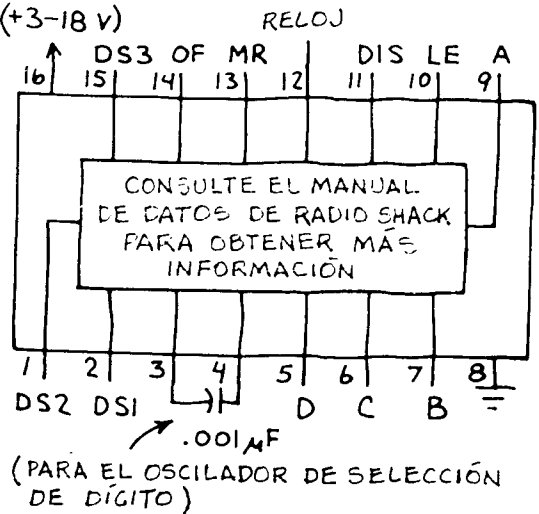 (+3-18 V)
RELOJ
DS3 OF MR DIS LE A
16 15 14 13 12 11 10 9
CONSULTE EL MANUAL
DE DATOS DE RADIO SHACK
PARA OBTENER MÁS
INFORMACIÓN
1 2 3 4 5 6 7 8
DS2 DS1 D C B
.001µF
(PARA EL OSCILADOR DE SELECCIÓN
DE DÍGITO)